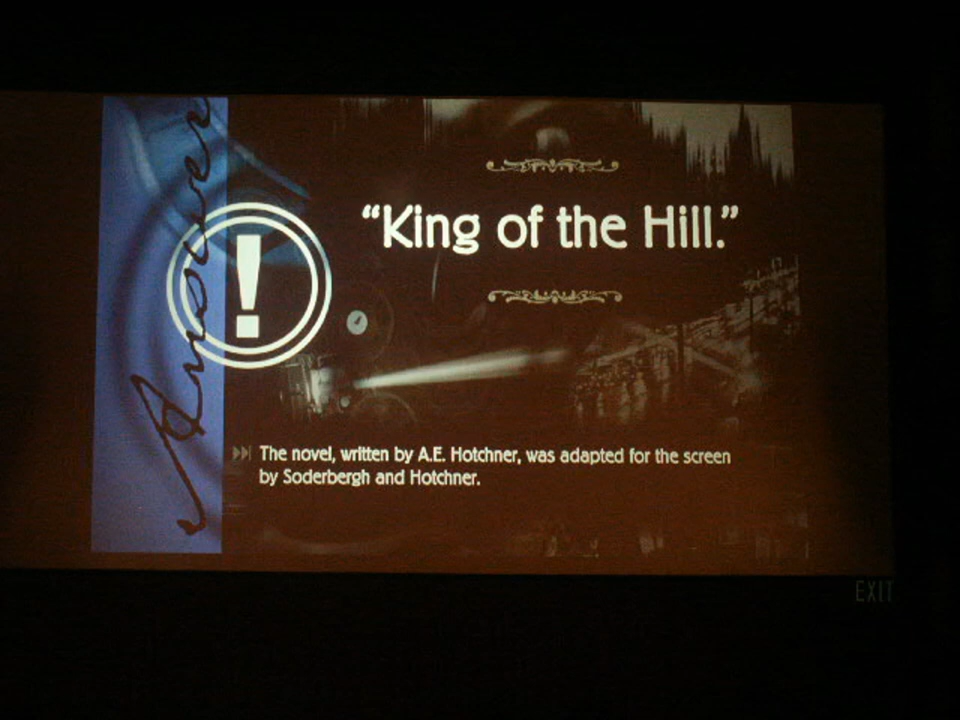 Answer
“King of the Hill.”
The novel, written by A.E. Hotchner, was adapted for the screen
by Soderbergh and Hotchner.
EXIT